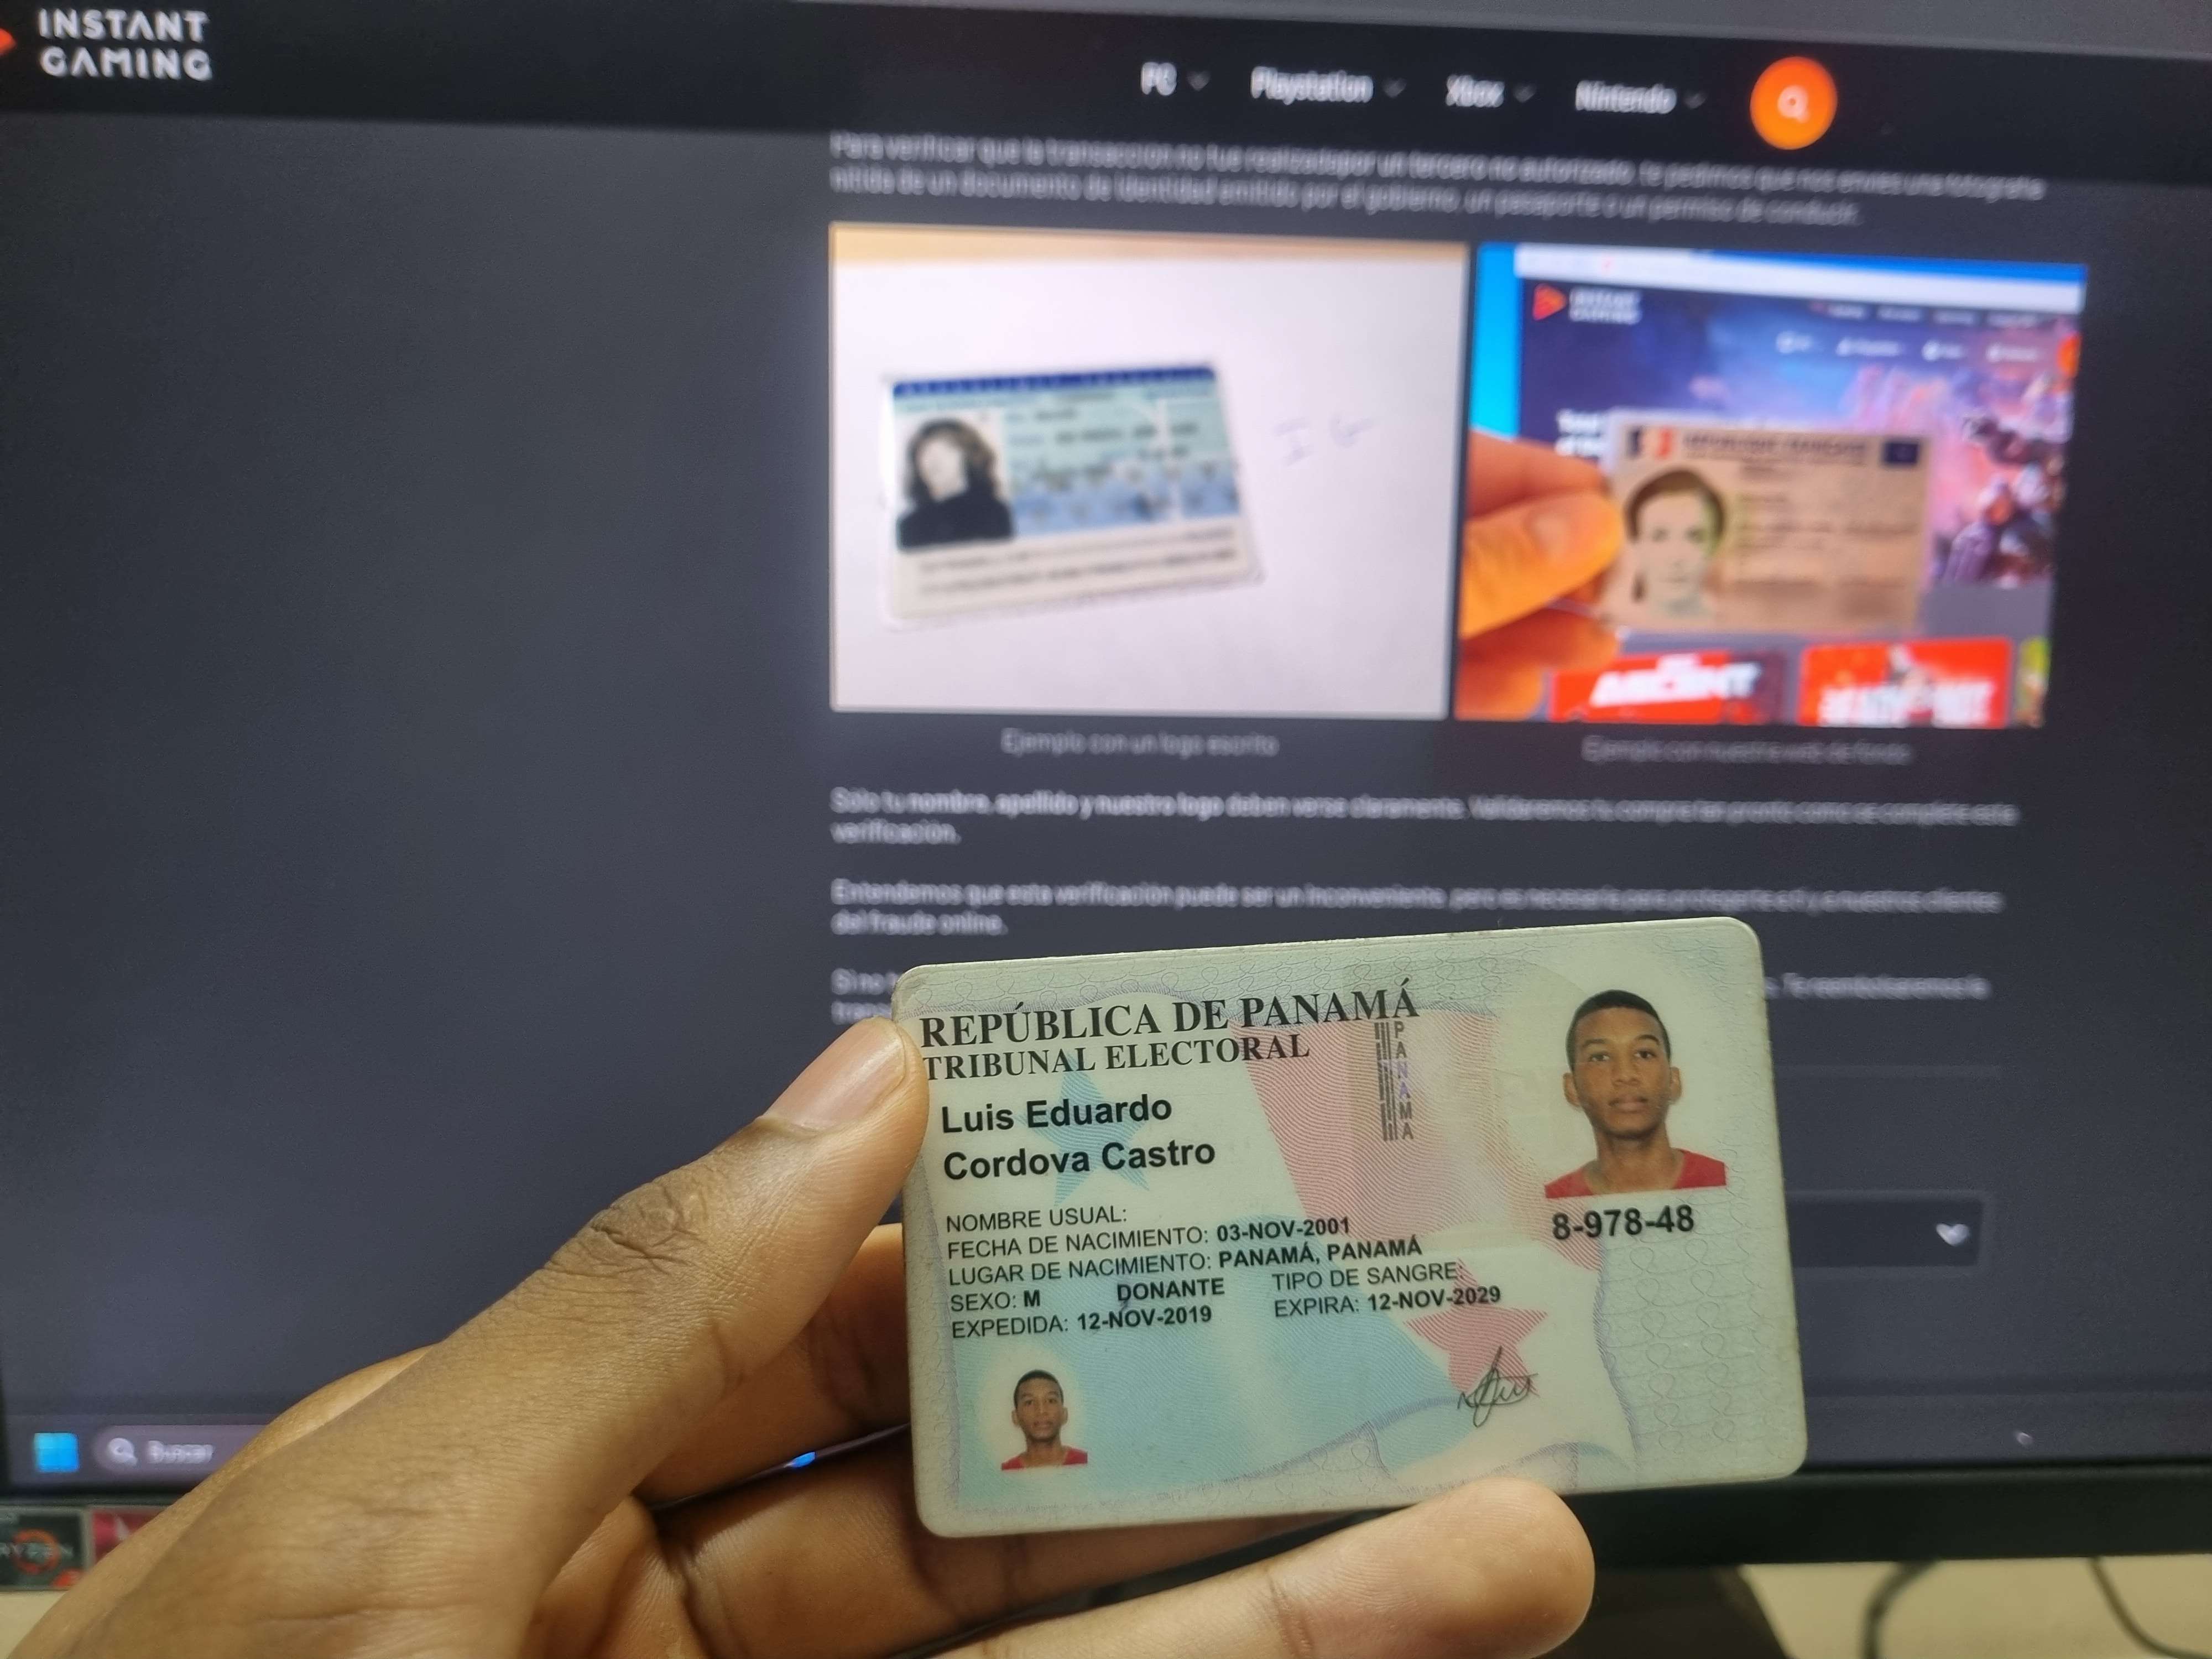 INSTANT
GAMING
PC
Playstation
Xbox
Nintendo
Para verificar que la transacción no fue realizadapor un tercero no autorizado, te pedimos que nos envíes una fotografía
nítida de un documento de identidad emitido por el gobierno, un pasaporte o un permiso de conducir.
INSTANT
GAMING
Ejemplo con un logo escrito
Ejemplo con nuestra web de fondo
Sólo tu nombre, apellido y nuestro logo deben verse claramente. Validaremos tu compra tan pronto como se complete esta
verificación.
Entendemos que esta verificación puede ser un inconveniente, pero es necesaria para protegerte a ti y a nuestros clientes
del fraude online.
Si no
Te reembolsaremos la
REPÚBLICA DE PANAMÁ
TRIBUNAL ELECTORAL
PANAMA
Luis Eduardo
Cordova Castro
NOMBRE USUAL:
FECHA DE NACIMIENTO: 03-NOV-2001
LUGAR DE NACIMIENTO: PANAMÁ, PANAMÁ
SEXO: M DONANTE TIPO DE SANGRE:
EXPEDIDA: 12-NOV-2019 EXPIRA: 12-NOV-2029
8-978-48
Buscar
RYZEN